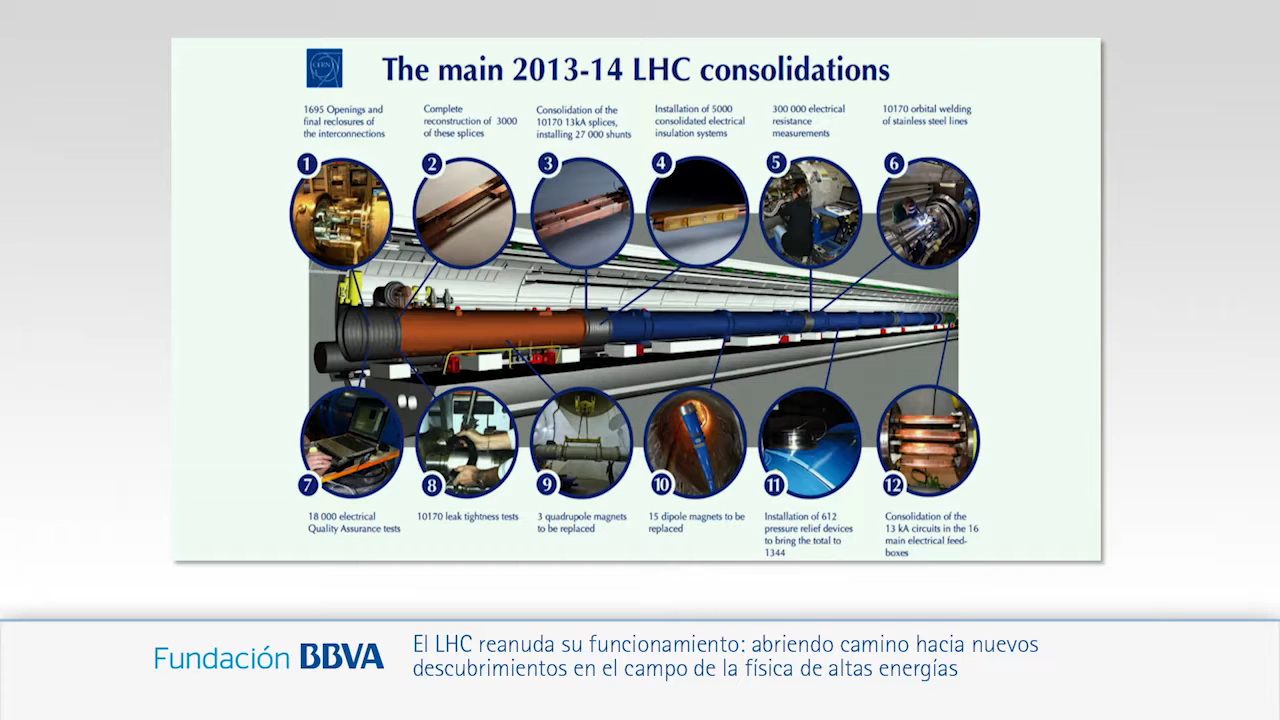 CERN
The main 2013-14 LHC consolidations
1695 Openings and
final reclosures of
the interconnections
Complete
reconstruction of 3000
of these splices
Consolidation of the
10170 13kA splices,
installing 27 000 shunts
Installation of 5000
consolidated electrical
insulation systems
300 000 electrical
resistance
measurements
10170 orbital welding
of stainless steel lines
1
2
3
4
5
6
7
8
9
10
11
12
18 000 electrical
Quality Assurance tests
10170 leak tightness tests
3 quadrupole magnets
to be replaced
15 dipole magnets to be
replaced
Installation of 612
pressure relief devices
to bring the total to
1344
Consolidation of the
13 kA circuits in the 16
main electrical feed-
boxes
Fundación BBVA
El LHC reanuda su funcionamiento: abriendo camino hacia nuevos
descubrimientos en el campo de la física de altas energías